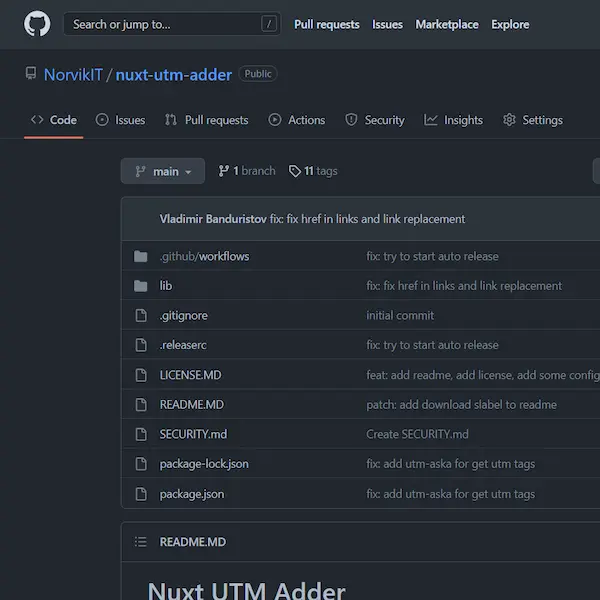 Search or jump to... /
Pull requests Issues Marketplace Explore
NorvikIT / nuxt-utm-adder Public
Code Issues Pull requests Actions Security Insights Settings
main 1 branch 11 tags
Vladimir Banduristov fix: fix href in links and link replacement
.github/workflows fix: try to start auto release
lib fix: fix href in links and link replacement
.gitignore initial commit
.releaserc fix: try to start auto release
LICENSE.MD feat: add readme, add license, add some config
README.MD patch: add download slabel to readme
SECURITY.md Create SECURITY.md
package-lock.json fix: add utm-aska for get utm tags
package.json fix: add utm-aska for get utm tags
README.MD
Nuxt UTM Adder